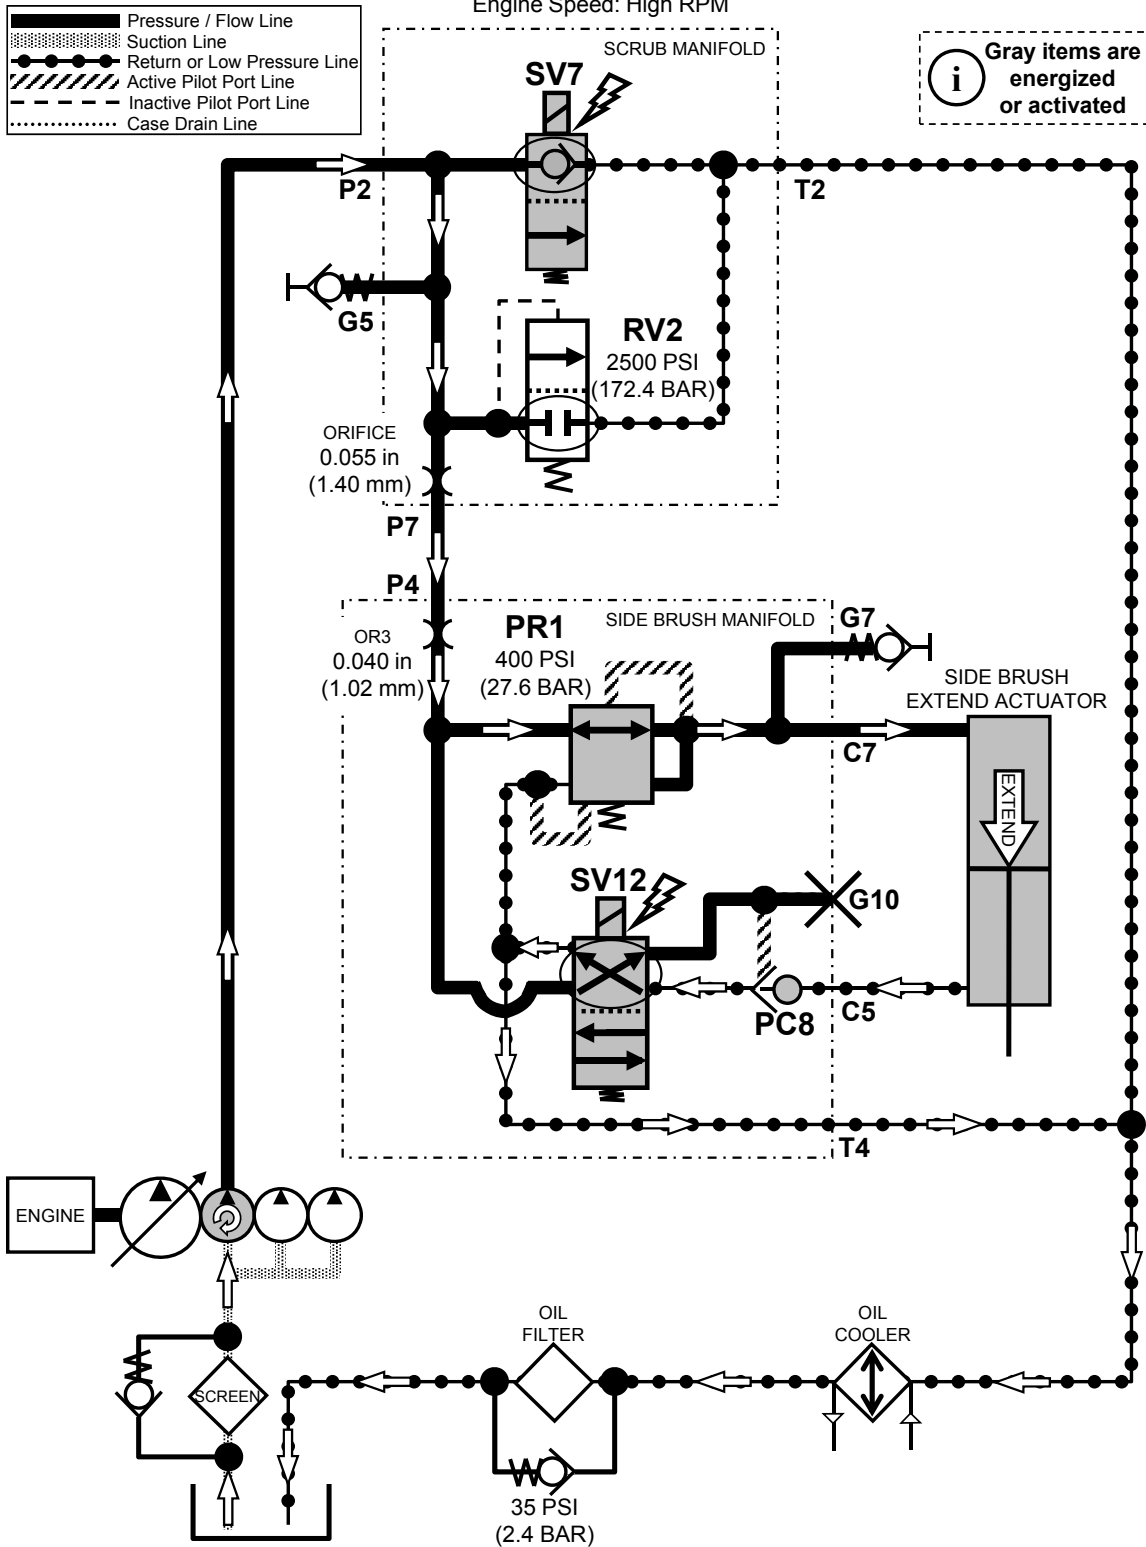 Engine Speed: High RPM
Pressure / Flow Line
Suction Line
Return or Low Pressure Line
Active Pilot Port Line
Inactive Pilot Port Line
Case Drain Line
SCRUB MANIFOLD
SV7
i
Gray items are
energized
or activated
P2
T2
G5
RV2
2500 PSI
(172.4 BAR)
ORIFICE
0.055 in
(1.40 mm)
P7
P4
OR3
0.040 in
(1.02 mm)
PR1
400 PSI
(27.6 BAR)
SIDE BRUSH MANIFOLD
G7
SIDE BRUSH
EXTEND ACTUATOR
C7
EXTEND
SV12
G10
PC8
C5
T4
ENGINE
SCREEN
OIL
FILTER
OIL
COOLER
35 PSI
(2.4 BAR)